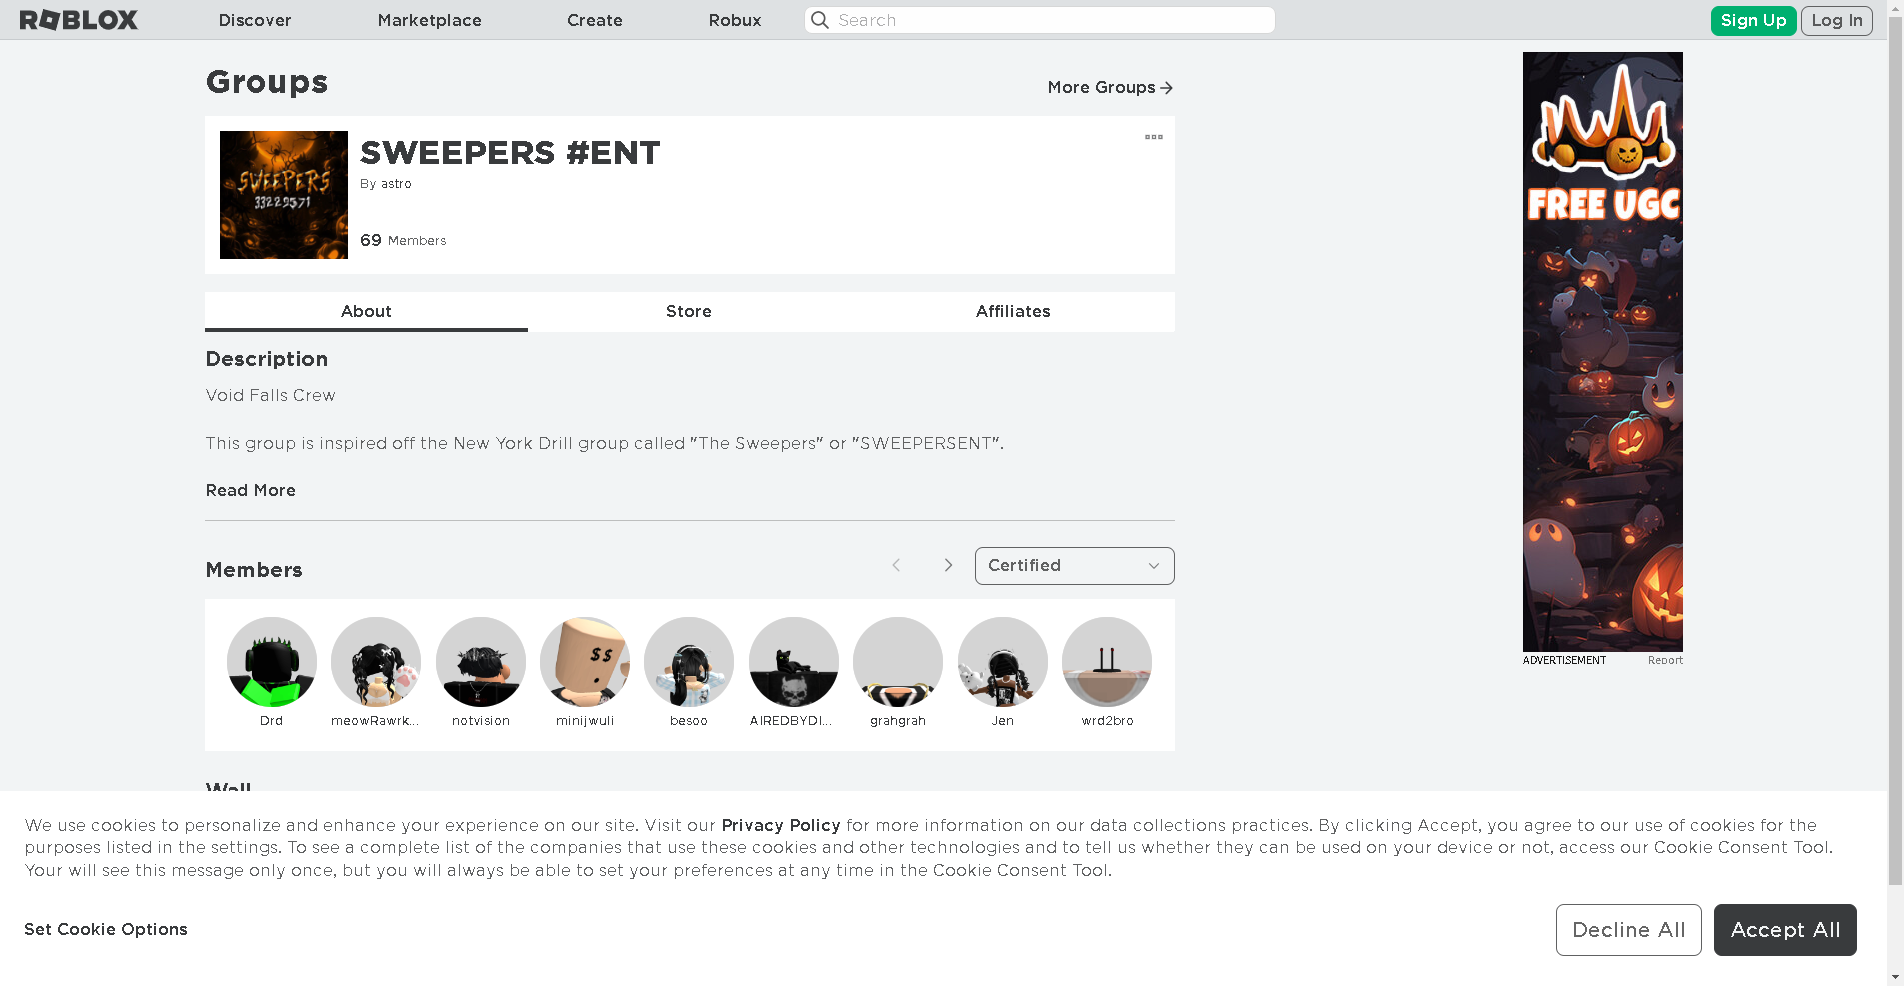 ROBLOX Discover Marketplace Create Robux Search Sign Up Log In
Groups
More Groups
SWEEPERS
33229571
SWEEPERS #ENT
By astro
69 Members
About Store Affiliates
Description
Void Falls Crew
This group is inspired off the New York Drill group called "The Sweepers" or "SWEEPERSENT".
Read More
Members
Certified
$$
Drd meowRawrk... notvision minijwuli besoo AIREDBYDI... grahgrah Jen wrd2bro
Wall
FREE UGC
ADVERTISEMENT Report
We use cookies to personalize and enhance your experience on our site. Visit our Privacy Policy for more information on our data collections practices. By clicking Accept, you agree to our use of cookies for the
purposes listed in the settings. To see a complete list of the companies that use these cookies and other technologies and to tell us whether they can be used on your device or not, access our Cookie Consent Tool.
Your will see this message only once, but you will always be able to set your preferences at any time in the Cookie Consent Tool.
Set Cookie Options
Decline All Accept All